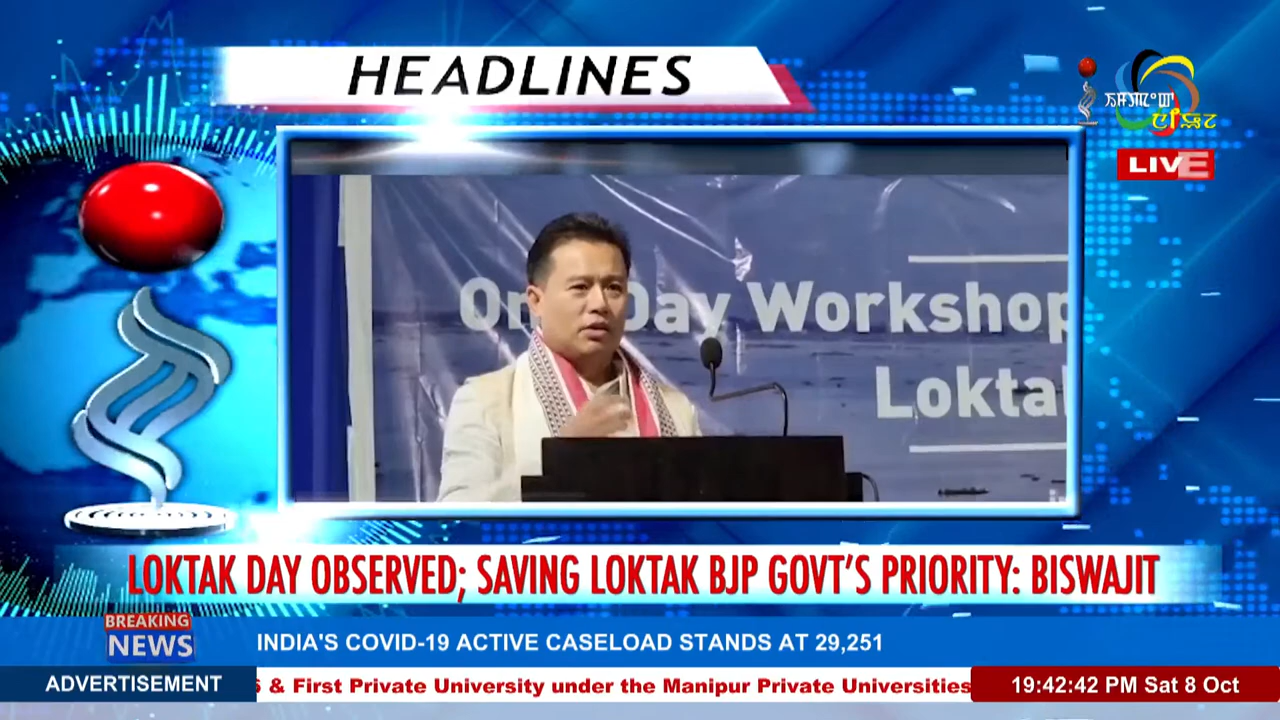 HEADLINES
LIVE
One Day Workshop
Loktak
LOKTAK DAY OBSERVED; SAVING LOKTAK BJP GOVT'S PRIORITY: BISWAJIT
BREAKING
NEWS
INDIA'S COVID-19 ACTIVE CASELOAD STANDS AT 29,251
ADVERTISEMENT
& First Private University under the Manipur Private Universities
19:42:42 PM Sat 8 Oct